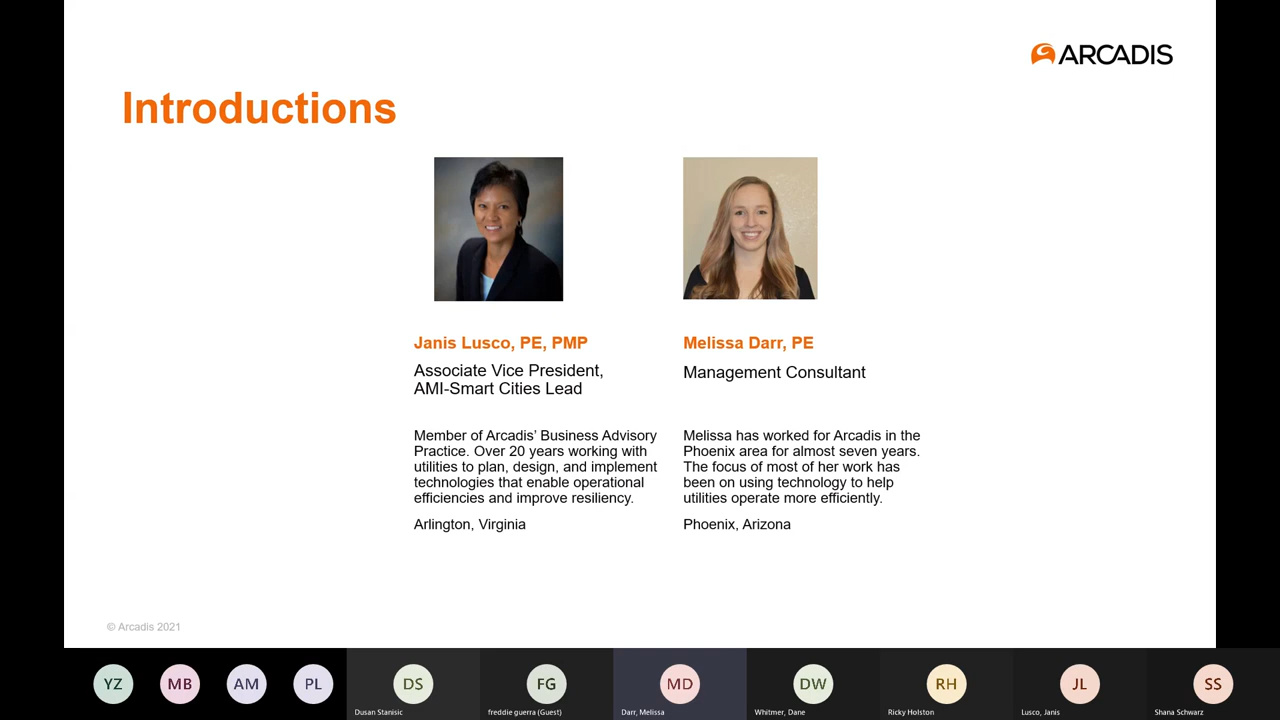 ARCADIS
Introductions
Janis Lusco, PE, PMP
Associate Vice President,
AMI-Smart Cities Lead
Member of Arcadis’ Business Advisory
Practice. Over 20 years working with
utilities to plan, design, and implement
technologies that enable operational
efficiencies and improve resiliency.
Arlington, Virginia
Melissa Darr, PE
Management Consultant
Melissa has worked for Arcadis in the
Phoenix area for almost seven years.
The focus of most of her work has
been on using technology to help
utilities operate more efficiently.
Phoenix, Arizona
© Arcadis 2021
YZ
MB
AM
PL
DS
Dusan Stanisic
FG
freddie guerra (Guest)
MD
Darr, Melissa
DW
Whitmer, Dane
RH
Ricky Holston
JL
Lusco, Janis
SS
Shana Schwarz